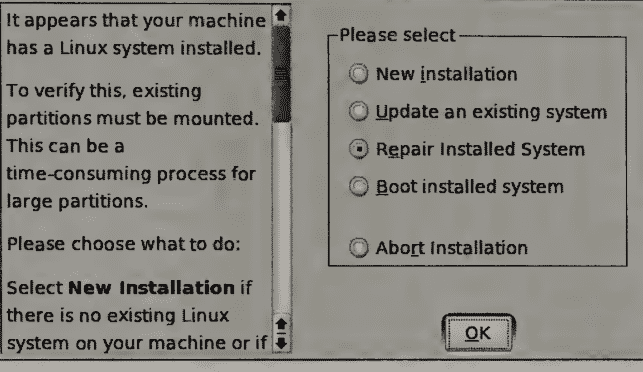 It appears that your machine
has a Linux system installed.
To verify this, existing
partitions must be mounted.
This can be a
time-consuming process for
large partitions.
Please choose what to do:
Select New Installation if
there is no existing Linux
system on your machine or if
Please select
New installation
Update an existing system
Repair Installed System
Boot installed system
Abort Installation
OK